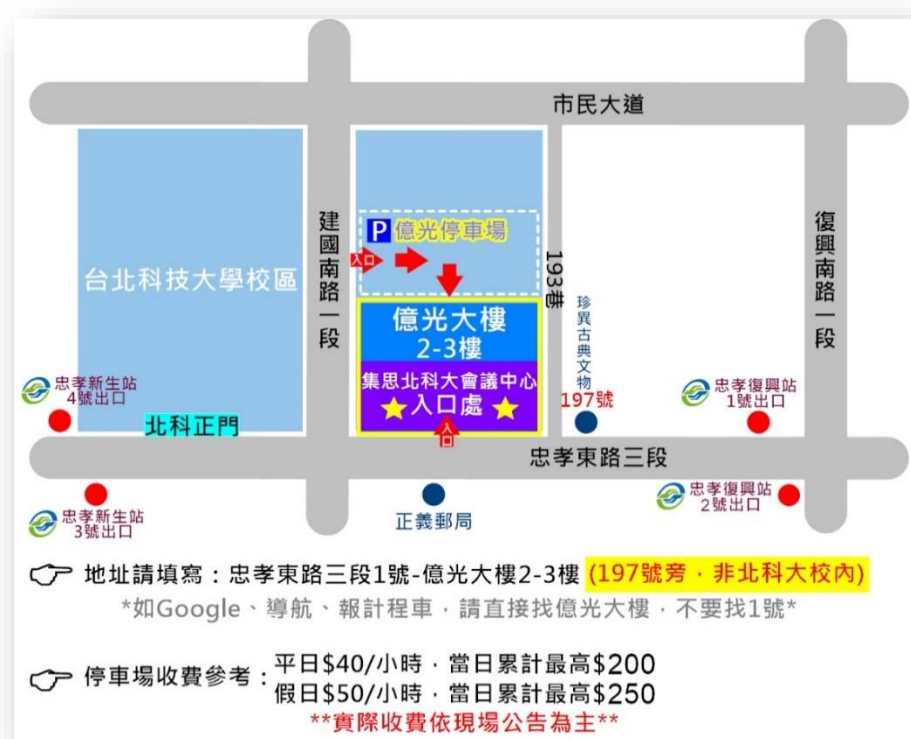 市民大道
建國南路一段
復興南路一段
台北科技大學校區
P 億光停車場
入口
193巷
億光大樓
2-3樓
集思北科大會議中心
入口處
入口
珍異古典文物
197號
忠孝新生站
4號出口
北科正門
忠孝復興站
1號出口
忠孝東路三段
忠孝新生站
3號出口
正義郵局
忠孝復興站
2號出口
地址請填寫：忠孝東路三段1號-億光大樓2-3樓 (197號旁，非北科大校內)
*如Google、導航、報計程車，請直接找億光大樓，不要找1號*
停車場收費參考：平日$40/小時，當日累計最高$200
假日$50/小時，當日累計最高$250
**實際收費依現場公告為主**